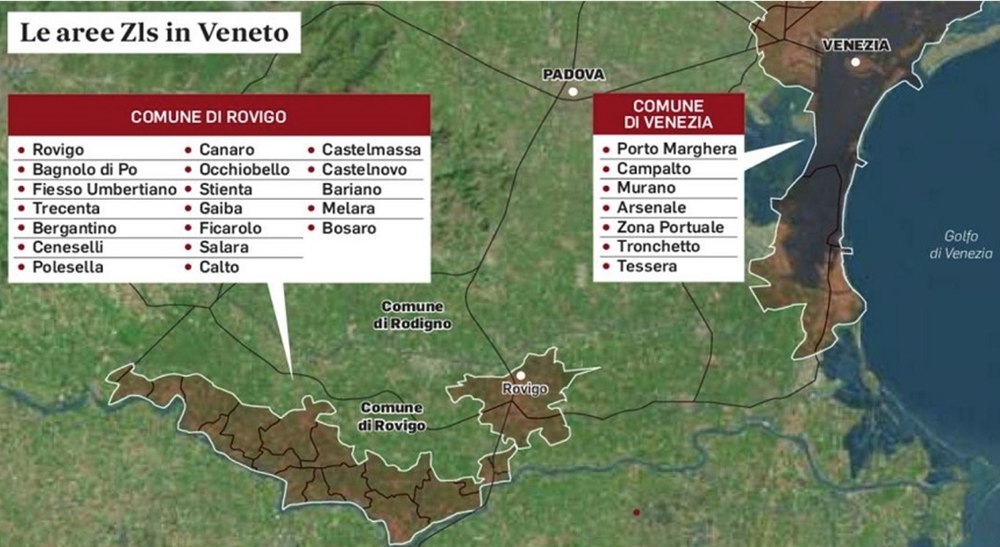 Le aree Zls in Veneto
PADOVA
VENEZIA
COMUNE DI ROVIGO
• Rovigo
• Bagnolo di Po
• Fiesso Umbertiano
• Trecenta
• Bergantino
• Ceneselli
• Polesella
• Canaro
• Occhiobello
• Stienta
• Gaiba
• Ficarolo
• Salara
• Calto
• Castelmassa
• Castelnovo
Bariano
• Melara
• Bosaro
COMUNE
DI VENEZIA
• Porto Marghera
• Campalto
• Murano
• Arsenale
• Zona Portuale
• Tronchetto
• Tessera
Golfo
di Venezia
Comune
di Rodigno
Rovigo
Comune
di Rovigo